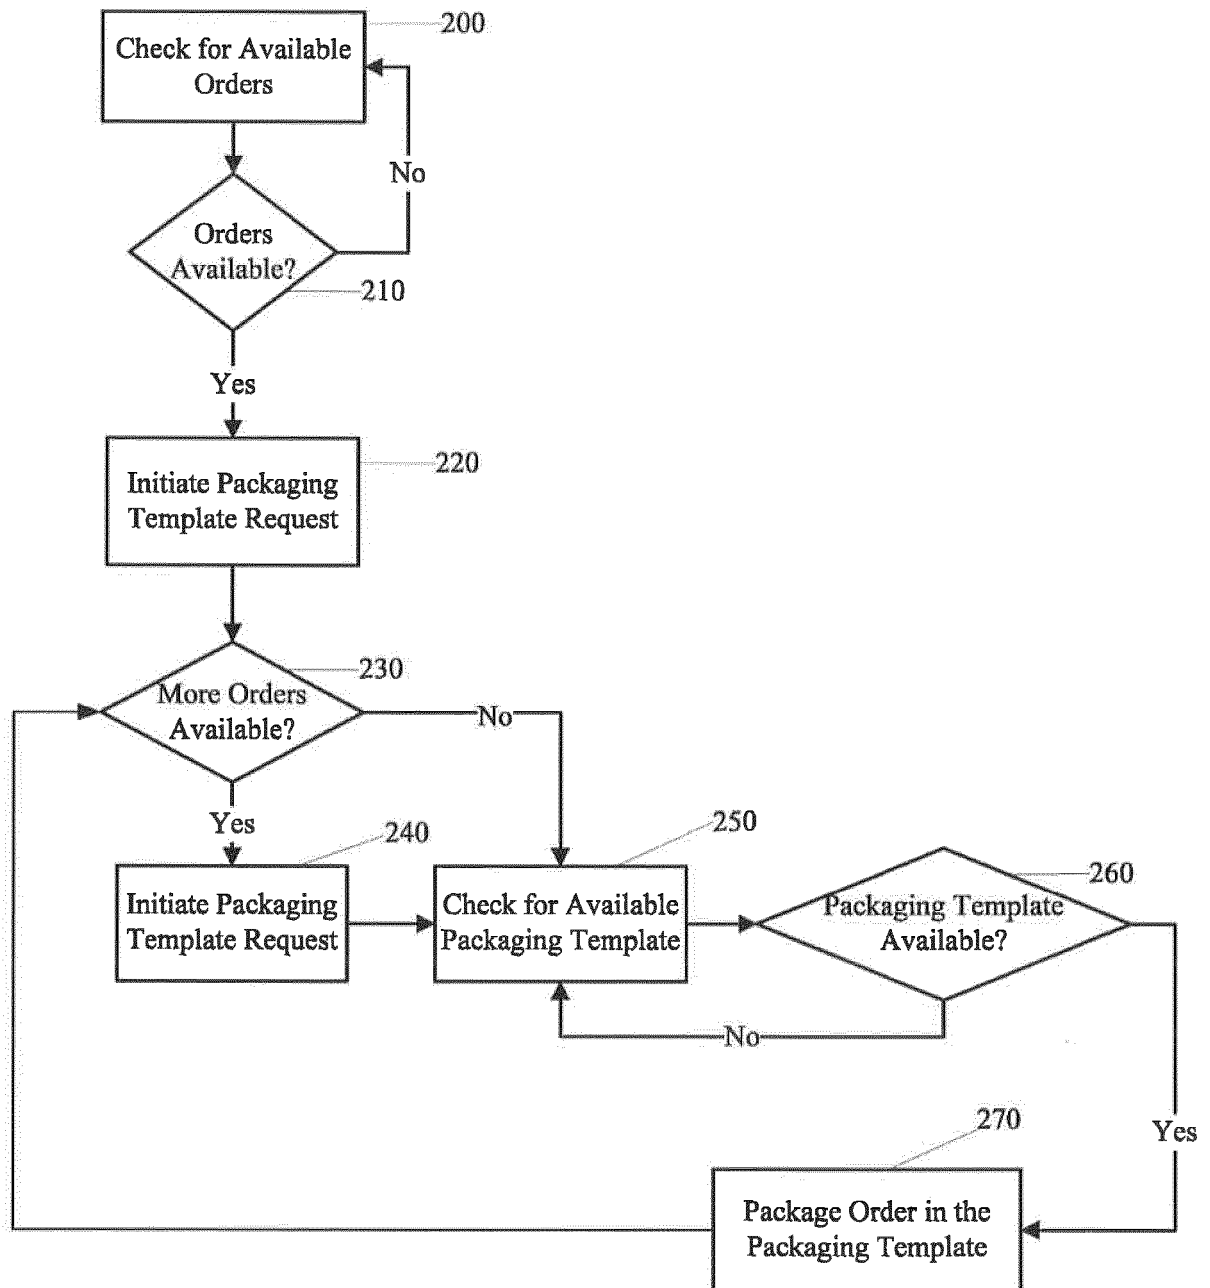 200
Check for Available
Orders
No
Orders
Available?
210
Yes
220
Initiate Packaging
Template Request
230
More Orders
Available?
No
Yes
240
250
260
Initiate Packaging
Template Request
Check for Available
Packaging Template
Packaging Template
Available?
No
270
Yes
Package Order in the
Packaging Template